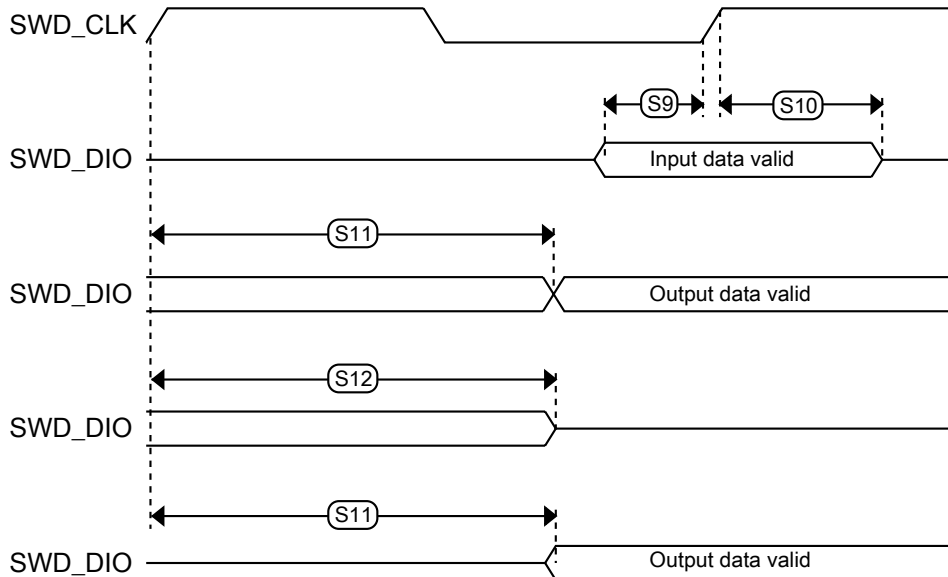 SWD_CLK
S9
S10
SWD_DIO
Input data valid
S11
SWD_DIO
Output data valid
S12
SWD_DIO
S11
SWD_DIO
Output data valid